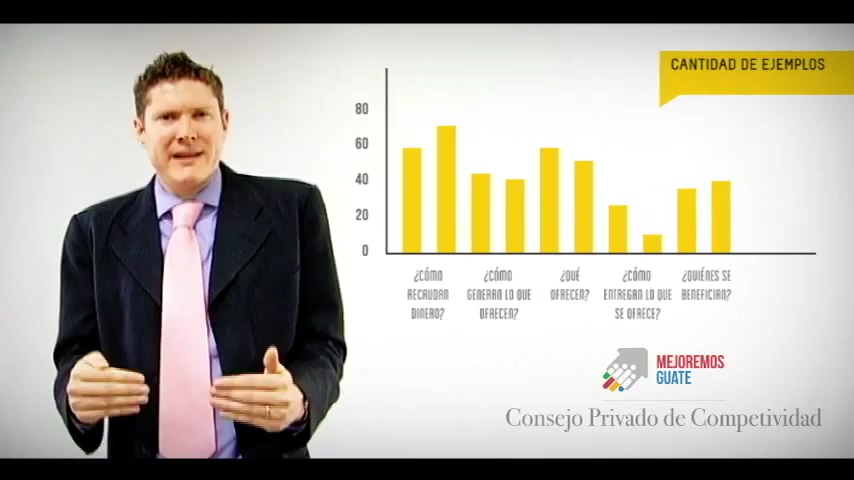 CANTIDAD DE EJEMPLOS
80
60
40
20
0
¿CÓMO RECAUDAN DINERO?
¿CÓMO GENERAN LO QUE OFRECEN?
¿QUÉ OFRECEN?
¿CÓMO ENTREGAN LO QUE SE OFRECE?
¿QUIÉNES SE BENEFICIAN?
MEJOREMOS
GUATE
Consejo Privado de Competividad